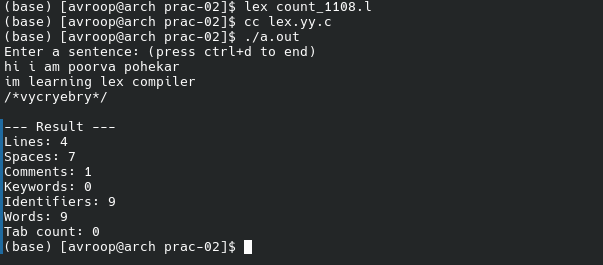 (base) [avroop@arch prac-02]$ lex count_1108.l
(base) [avroop@arch prac-02]$ cc lex.yy.c
(base) [avroop@arch prac-02]$ ./a.out
Enter a sentence: (press ctrl+d to end)
hi i am poorva pohekar
im learning lex compiler
/*vycryebry*/
--- Result ---
Lines: 4
Spaces: 7
Comments: 1
Keywords: 0
Identifiers: 9
Words: 9
Tab count: 0
(base) [avroop@arch prac-02]$